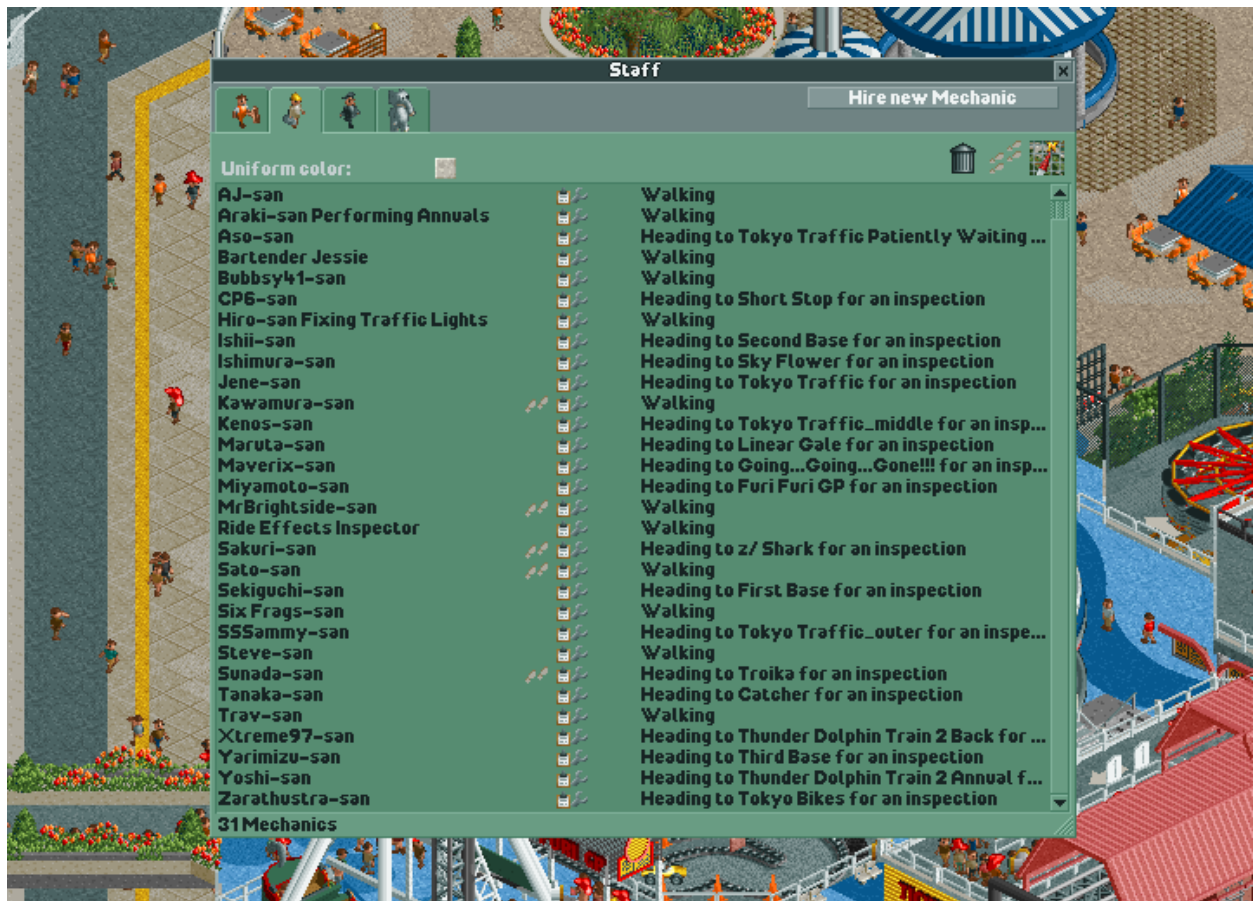 Staff
Hire new Mechanic
Uniform color:
AJ-san Walking
Araki-san Performing Annuals Walking
Aso-san Heading to Tokyo Traffic Patiently Waiting ...
Bartender Jessie Walking
Bubbsy41-san Walking
CP6-san Heading to Short Stop for an inspection
Hiro-san Fixing Traffic Lights Walking
Ishii-san Heading to Second Base for an inspection
Ishimura-san Heading to Sky Flower for an inspection
Jene-san Heading to Tokyo Traffic for an inspection
Kawamura-san Walking
Kenos-san Heading to Tokyo Traffic_middle for an insp...
Maruta-san Heading to Linear Gale for an inspection
Maverix-san Heading to Going...Going...Gone!!! for an insp...
Miyamoto-san Heading to Furi Furi GP for an inspection
MrBrightside-san Walking
Ride Effects Inspector Walking
Sakuri-san Heading to z/ Shark for an inspection
Sato-san Walking
Sekiguchi-san Heading to First Base for an inspection
Six Frags-san Walking
SSSammy-san Heading to Tokyo Traffic_outer for an inspe...
Steve-san Walking
Sunada-san Heading to Troika for an inspection
Tanaka-san Heading to Catcher for an inspection
Trav-san Walking
Xtreme97-san Heading to Thunder Dolphin Train 2 Back for ...
Yarimizu-san Heading to Third Base for an inspection
Yoshi-san Heading to Thunder Dolphin Train 2 Annual f...
Zarathustra-san Heading to Tokyo Bikes for an inspection
31 Mechanics